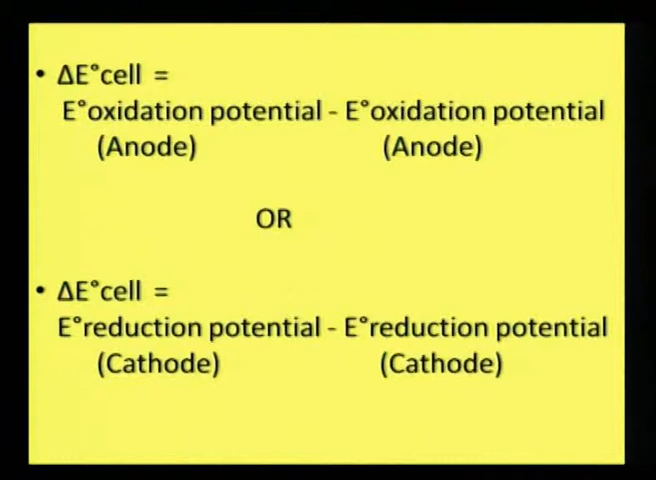 • ΔE°cell =
E°oxidation potential - E°oxidation potential
(Anode) (Anode)
OR
• ΔE°cell =
E°reduction potential - E°reduction potential
(Cathode) (Cathode)